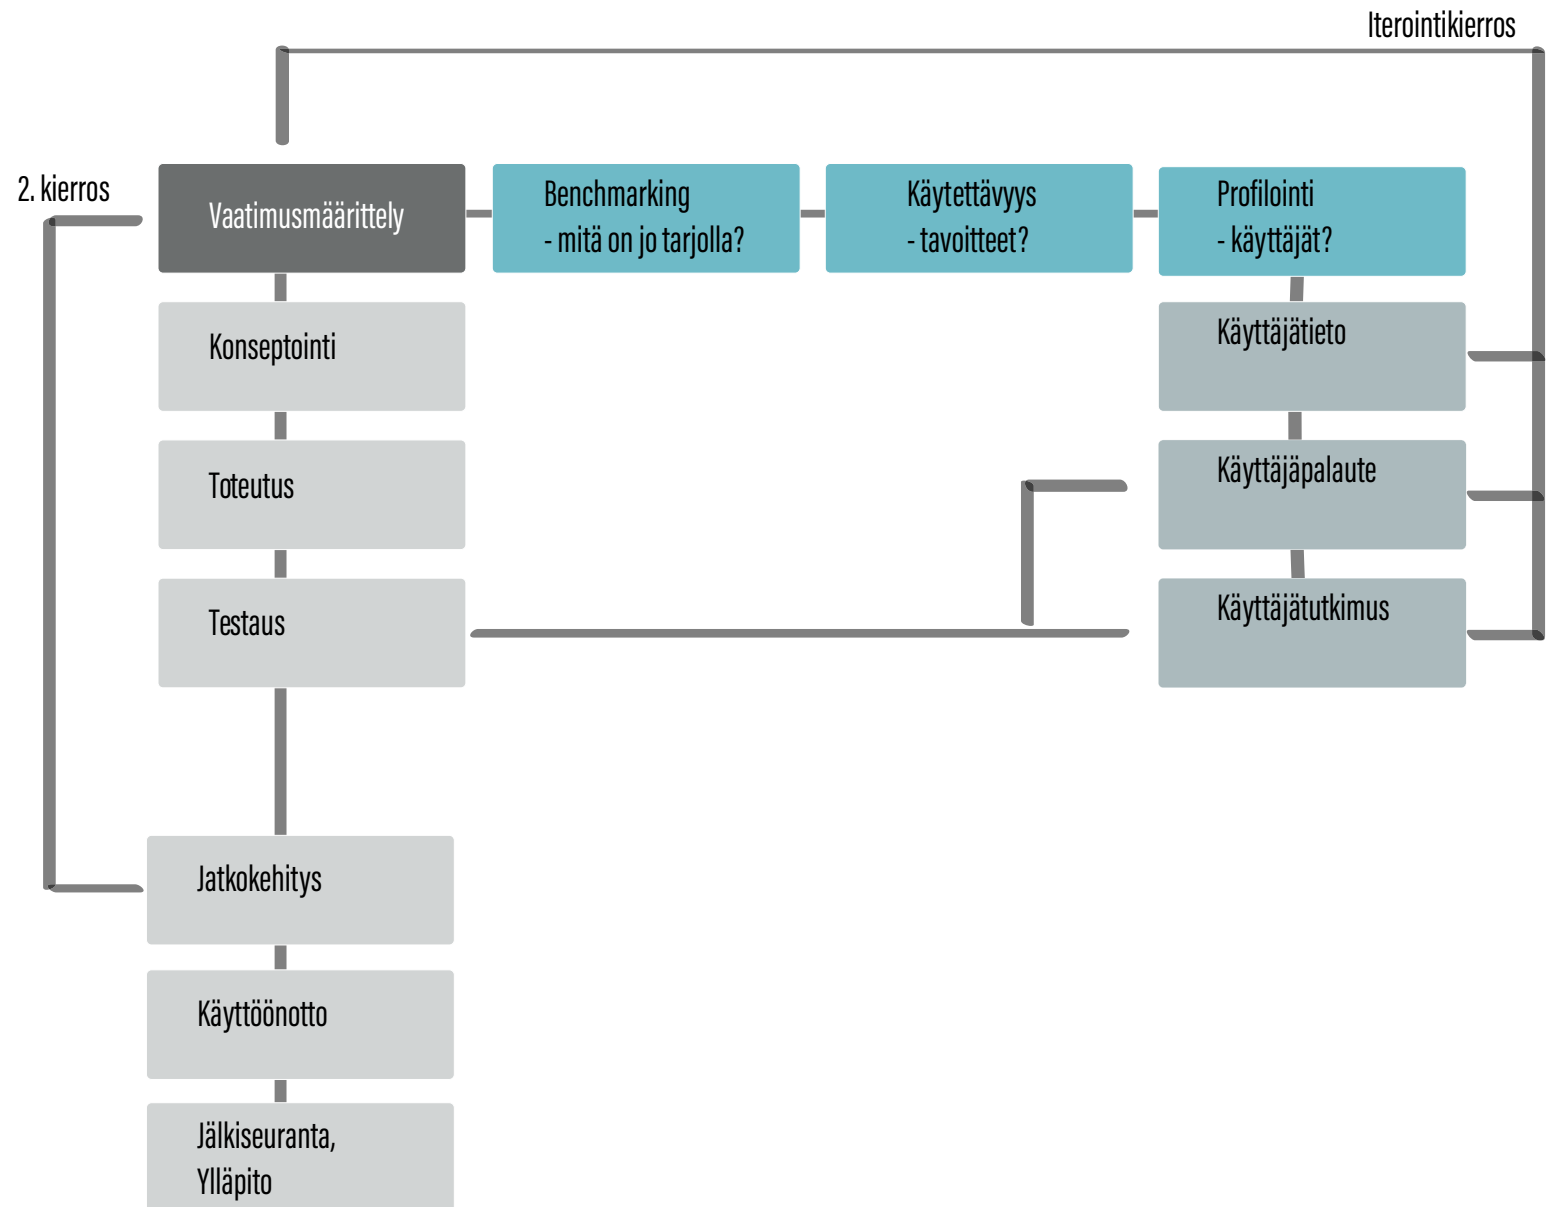 Iterointikierros
2. kierros
Vaatimusmäärittely
Benchmarking
- mitä on jo tarjolla?
Käytettävyys
- tavoitteet?
Profilointi
- käyttäjät?
Konseptointi
Käyttäjätieto
Toteutus
Käyttäjäpalaute
Testaus
Käyttäjätutkimus
Jatkokehitys
Käyttöönotto
Jälkiseuranta,
Ylläpito